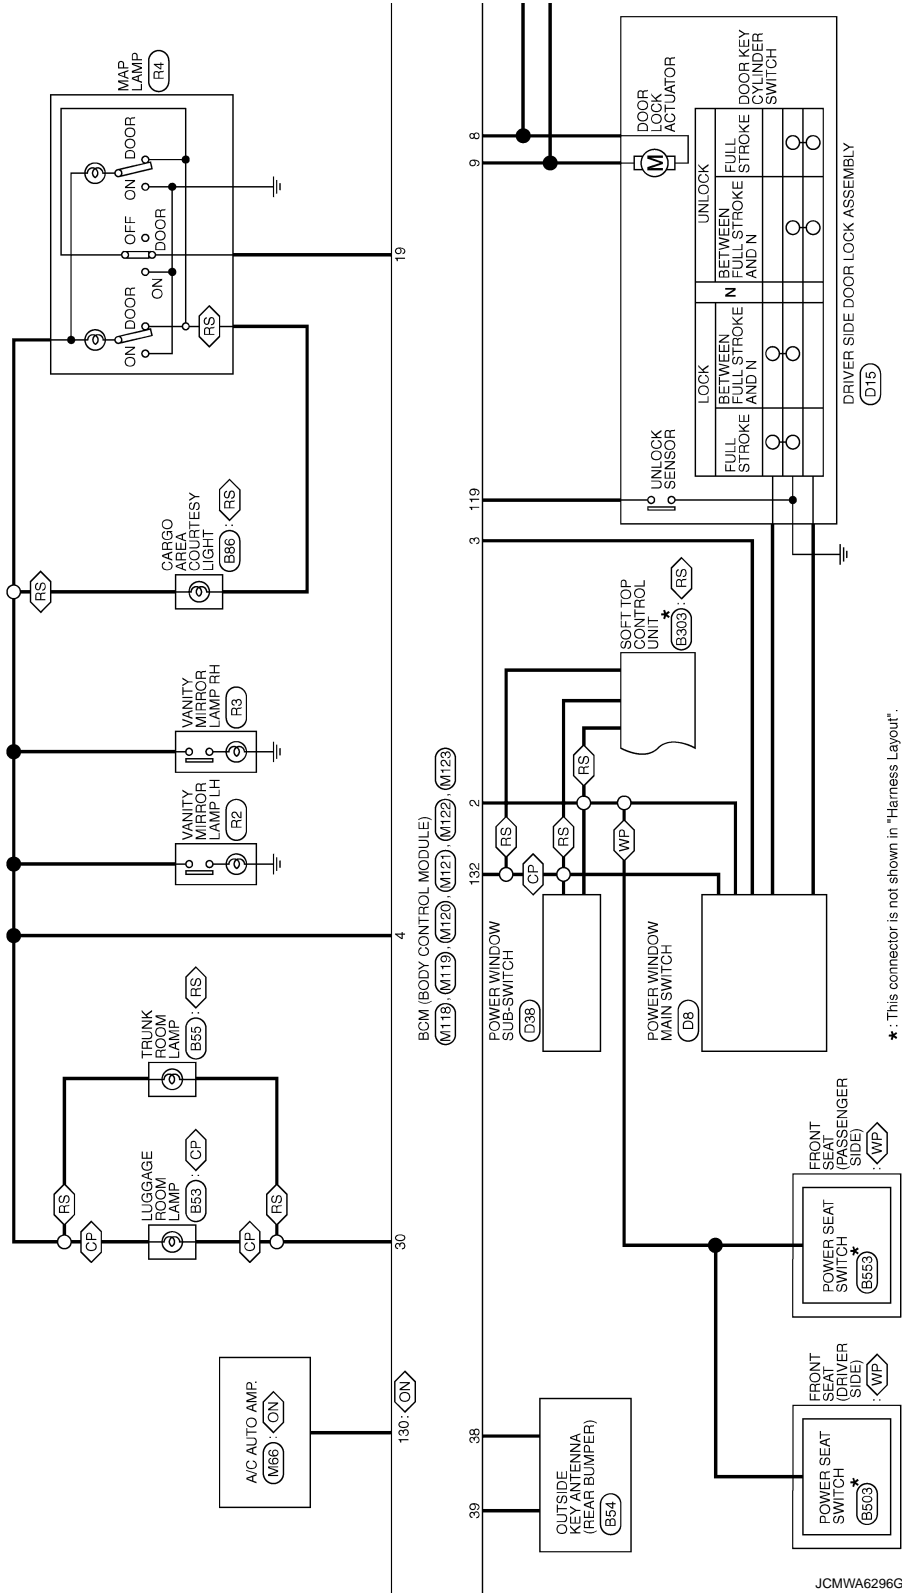 A/C AUTO AMP.
M66 : ON
LUGGAGE
ROOM
LAMP
B53 : CP
TRUNK
ROOM
LAMP
B55 : RS
RS
CP
CP
RS
VANITY
MIRROR
LAMP LH
R2
VANITY
MIRROR
LAMP RH
R3
RS
CARGO
AREA
COURTESY
LIGHT
B86 : RS
MAP
LAMP
R4
ON
DOOR
RS
ON
OFF
DOOR
ON
DOOR
130 : ON
30
4
19
BCM (BODY CONTROL MODULE)
M118 , M119 , M120 , M121 , M122 , M123
39
38
132
2
3
119
9
8
OUTSIDE
KEY ANTENNA
(REAR BUMPER)
B54
POWER WINDOW
SUB-SWITCH
D38
RS
CP
RS
RS
WP
SOFT TOP
CONTROL
UNIT *
B303 : RS
POWER WINDOW
MAIN SWITCH
D8
UNLOCK
SENSOR
DOOR
LOCK
ACTUATOR
M
LOCK
N
UNLOCK
FULL
STROKE
BETWEEN
FULL STROKE
AND N
BETWEEN
FULL STROKE
AND N
FULL
STROKE
DOOR KEY
CYLINDER
SWITCH
DRIVER SIDE DOOR LOCK ASSEMBLY
D15
FRONT
SEAT
(DRIVER
SIDE)
: WP
POWER SEAT
SWITCH *
B503
FRONT
SEAT
(PASSENGER
SIDE)
: WP
POWER SEAT
SWITCH *
B553
* : This connector is not shown in "Harness Layout".
JCMWA6296G